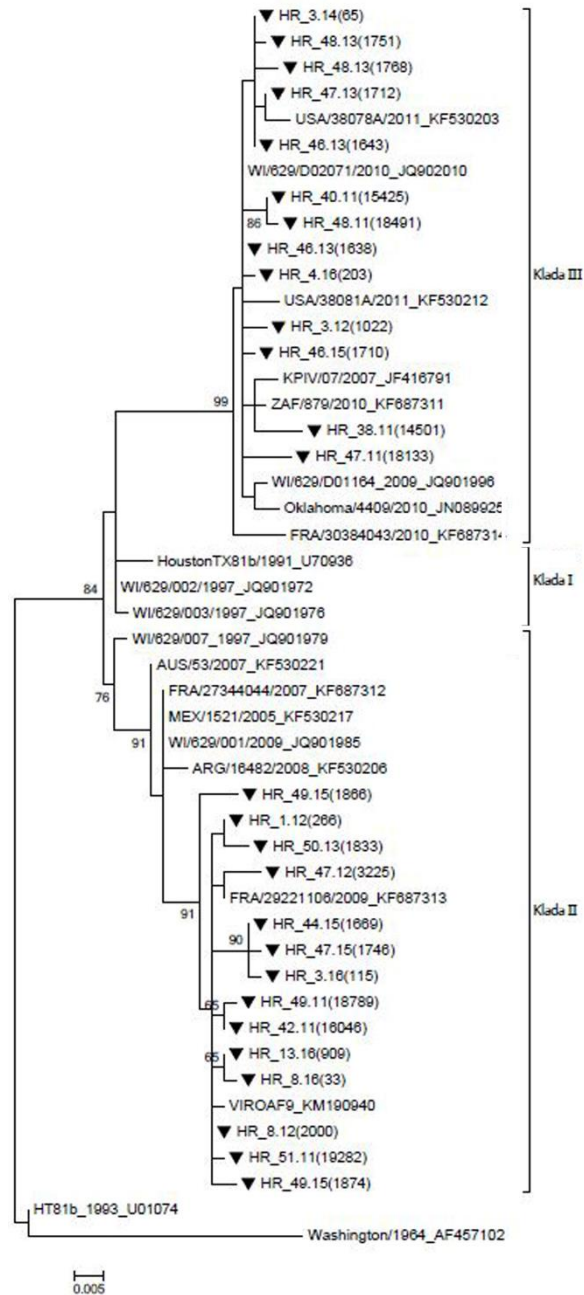 HR_3.14(65)
HR_48.13(1751)
HR_48.13(1768)
HR_47.13(1712)
USA/38078A/2011_KF530203
HR_46.13(1643)
WI/629/D02071/2010_JQ902010
HR_40.11(15425)
86
HR_48.11(18491)
HR_46.13(1638)
HR_4.16(203)
Klada III
USA/38081A/2011_KF530212
HR_3.12(1022)
HR_46.15(1710)
KPIV/07/2007_JF416791
99
ZAF/879/2010_KF687311
HR_38.11(14501)
HR_47.11(18133)
WI/629/D01164_2009_JQ901996
Oklahoma/4409/2010_JN089925
FRA/30384043/2010_KF687314
HoustonTX81b/1991_U70936
84
WI/629/002/1997_JQ901972
Klada I
WI/629/003/1997_JQ901976
WI/629/007_1997_JQ901979
AUS/53/2007_KF530221
76
FRA/27344044/2007_KF687312
MEX/1521/2005_KF530217
91
WI/629/001/2009_JQ901985
ARG/16482/2008_KF530206
HR_49.15(1866)
HR_1.12(266)
HR_50.13(1833)
HR_47.12(3225)
FRA/29221106/2009_KF687313
91
Klada II
HR_44.15(1669)
90
HR_47.15(1746)
HR_3.16(115)
65
HR_49.11(18789)
HR_42.11(16046)
65
HR_13.16(909)
HR_8.16(33)
VIROAF9_KM190940
HR_8.12(2000)
HR_51.11(19282)
HR_49.15(1874)
HT81b_1993_U01074
Washington/1964_AF457102
0.005